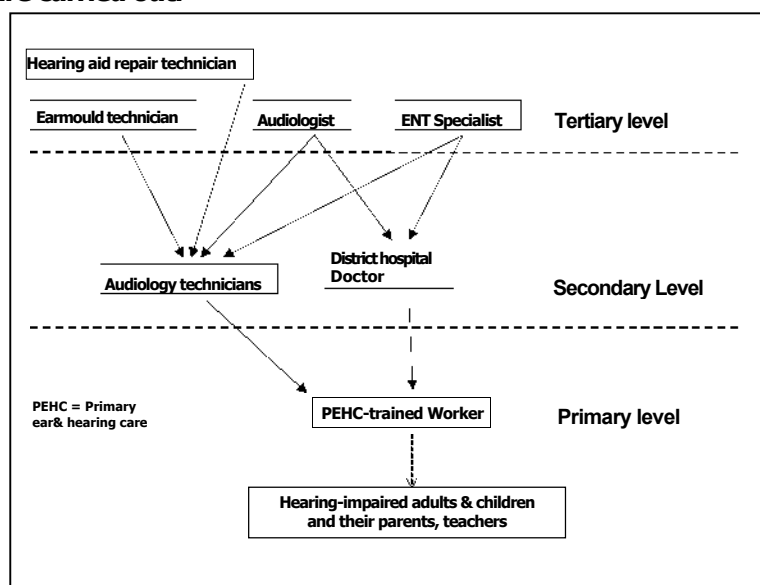 Hearing aid repair technician
Earmould technician
Audiologist
ENT Specialist
Tertiary level
Audiology technicians
District hospital
Doctor
Secondary Level
PEHC = Primary
ear& hearing care
PEHC-trained Worker
Primary level
Hearing-impaired adults & children
and their parents, teachers